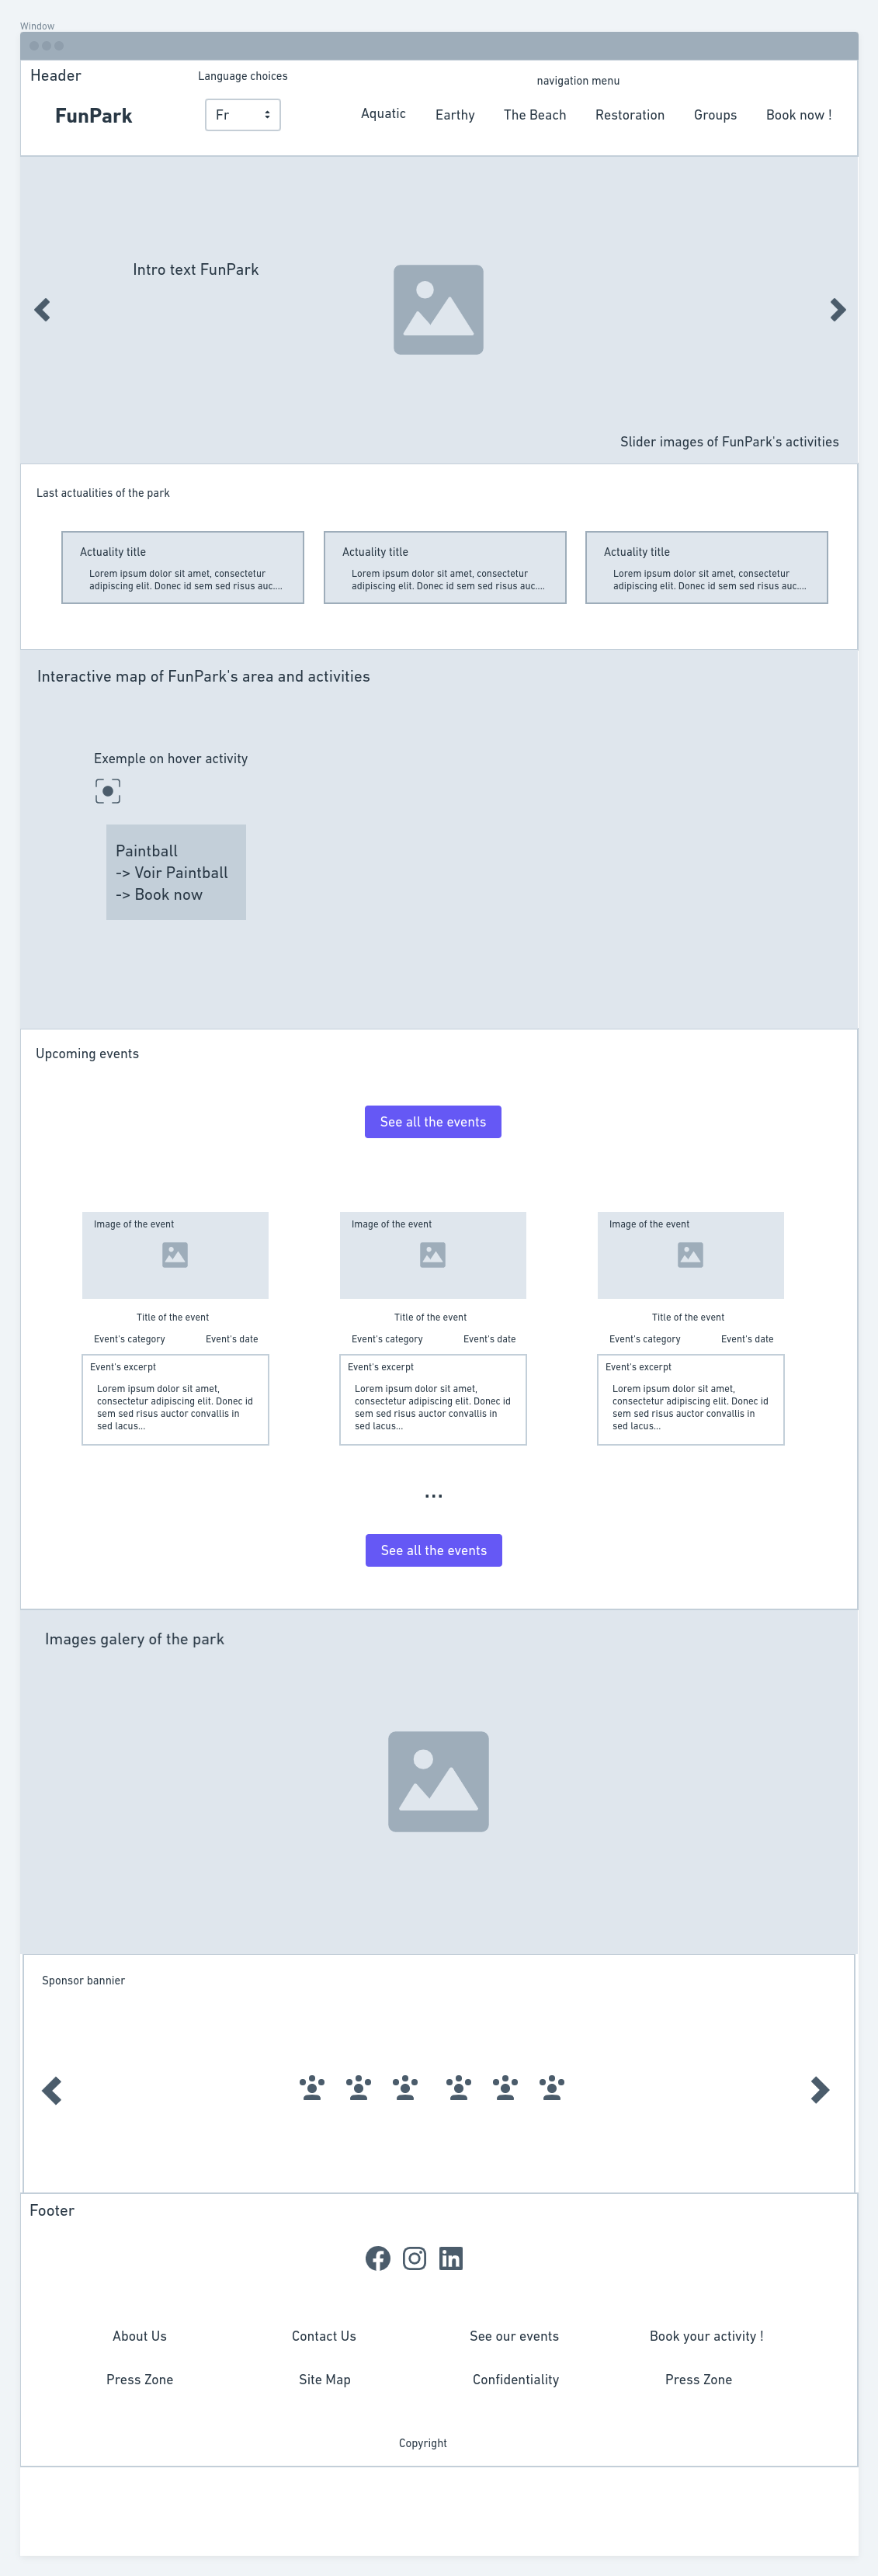 Window
Header
Language choices
navigation menu
FunPark
Fr
Aquatic
Earthy
The Beach
Restoration
Groups
Book now !
Intro text FunPark
Slider images of FunPark's activities
Last actualities of the park
Actuality title
Lorem ipsum dolor sit amet, consectetur
adipiscing elit. Donec id sem sed risus auc....
Actuality title
Lorem ipsum dolor sit amet, consectetur
adipiscing elit. Donec id sem sed risus auc....
Actuality title
Lorem ipsum dolor sit amet, consectetur
adipiscing elit. Donec id sem sed risus auc....
Interactive map of FunPark's area and activities
Exemple on hover activity
Paintball
-> Voir Paintball
-> Book now
Upcoming events
See all the events
Image of the event
Title of the event
Event's category
Event's date
Event's excerpt
Lorem ipsum dolor sit amet,
consectetur adipiscing elit. Donec id
sem sed risus auctor convallis in
sed lacus...
Image of the event
Title of the event
Event's category
Event's date
Event's excerpt
Lorem ipsum dolor sit amet,
consectetur adipiscing elit. Donec id
sem sed risus auctor convallis in
sed lacus...
Image of the event
Title of the event
Event's category
Event's date
Event's excerpt
Lorem ipsum dolor sit amet,
consectetur adipiscing elit. Donec id
sem sed risus auctor convallis in
sed lacus...
...
See all the events
Images galery of the park
Sponsor bannier
Footer
About Us
Contact Us
See our events
Book your activity !
Press Zone
Site Map
Confidentiality
Press Zone
Copyright